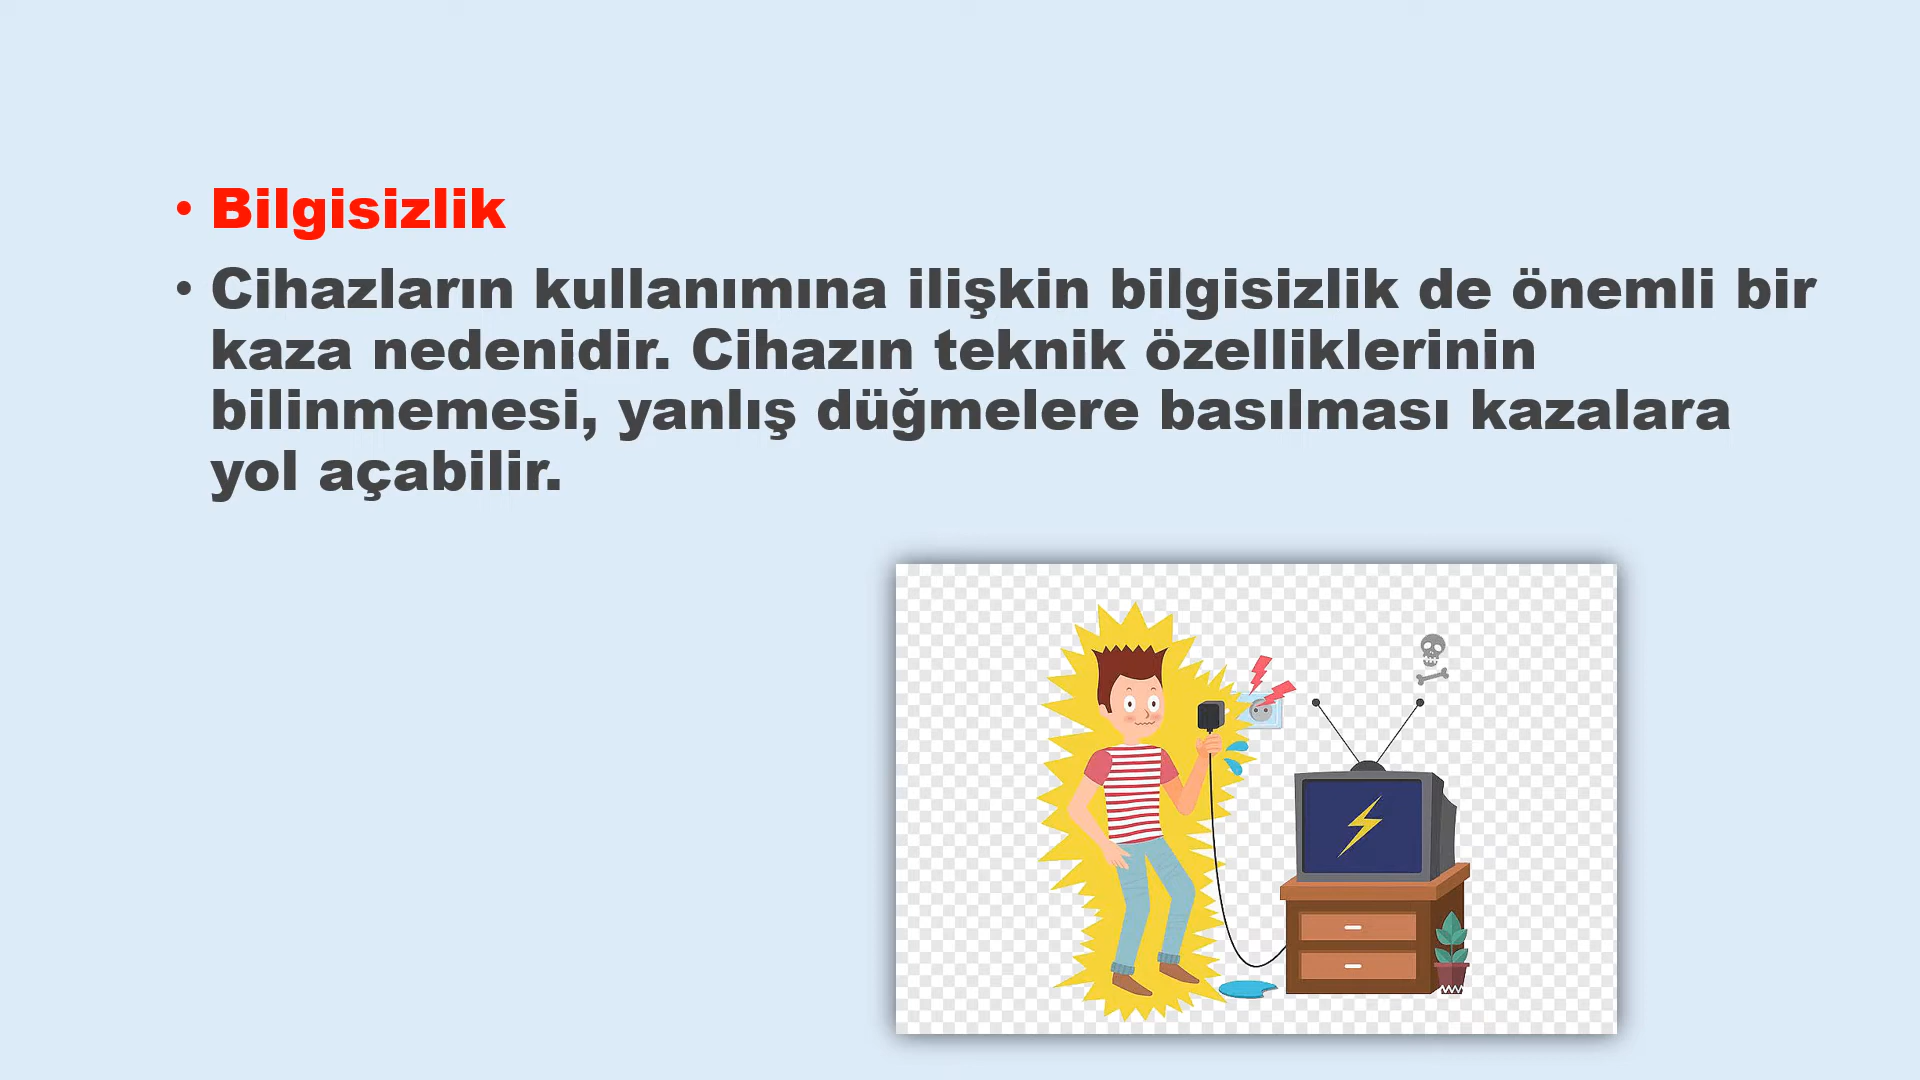 • Bilgisizlik
• Cihazların kullanımına ilişkin bilgisizlik de önemli bir
kaza nedenidir. Cihazın teknik özelliklerinin
bilinmemesi, yanlış düğmelere basılması kazalara
yol açabilir.